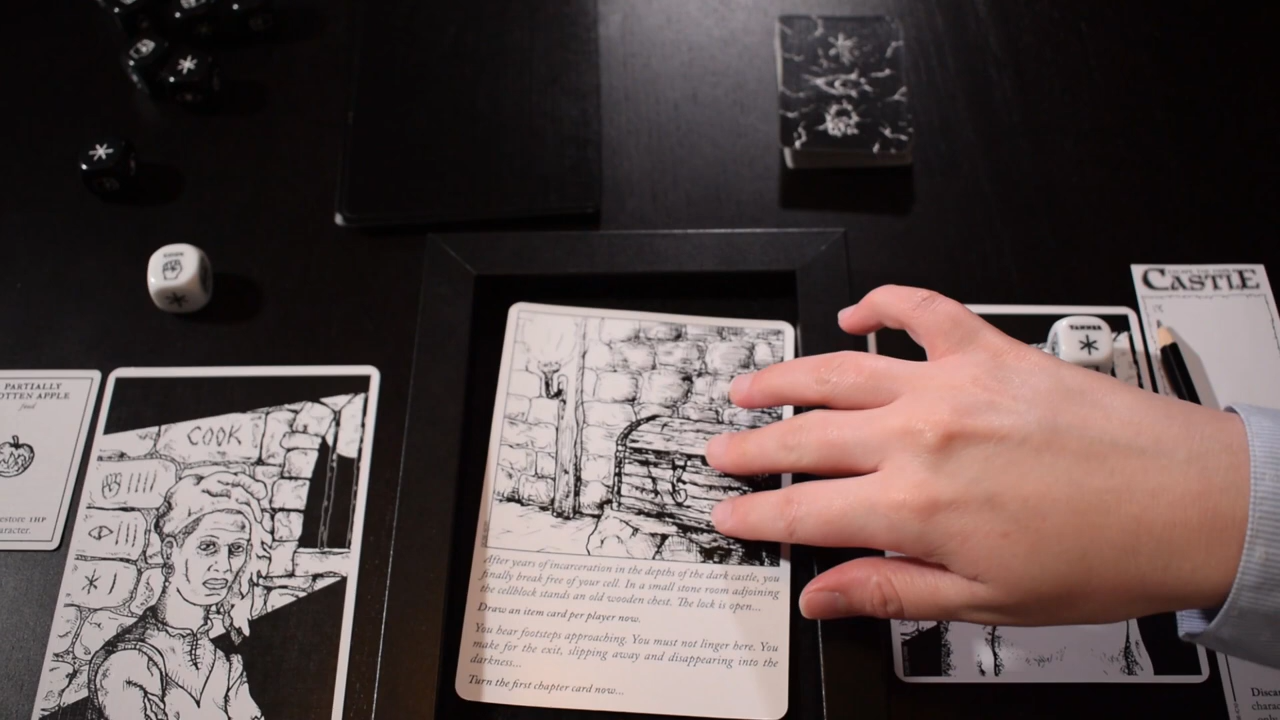 PARTIALLY
OTTEN APPLE
food
estore 1HP
aracter.
COOK
COOK
After years of incarceration in the depths of the dark castle, you
finally break free of your cell. In a small stone room adjoining
the cellblock stands an old wooden chest. The lock is open...
Draw an item card per player now.
You hear footsteps approaching. You must not linger here. You
make for the exit, slipping away and disappearing into the
darkness...
Turn the first chapter card now...
TANNER
CASTLE
Discar
chara